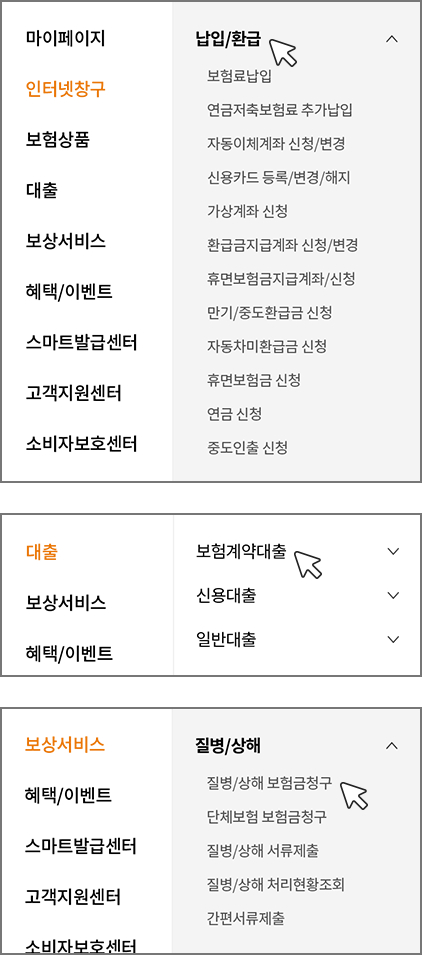 마이페이지
인터넷창구
보험상품
대출
보상서비스
혜택/이벤트
스마트발급센터
고객지원센터
소비자보호센터
납입/환급
보험료납입
연금저축보험료 추가납입
자동이체계좌 신청/변경
신용카드 등록/변경/해지
가상계좌 신청
환급금지급계좌 신청/변경
휴면보험금지급계좌/신청
만기/중도환급금 신청
자동차미환급금 신청
휴면보험금 신청
연금 신청
중도인출 신청
대출
보상서비스
혜택/이벤트
보험계약대출
신용대출
일반대출
보상서비스
혜택/이벤트
스마트발급센터
고객지원센터
소비자보호센터
질병/상해
질병/상해 보험금청구
단체보험 보험금청구
질병/상해 서류제출
질병/상해 처리현황조회
간편서류제출